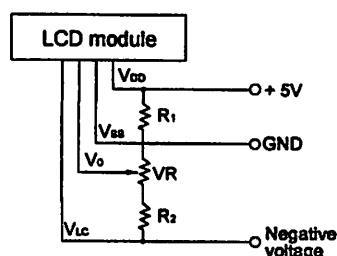 LCD module
VDD
+ 5V
R1
VSS
GND
VO
VR
R2
VLC
Negative
voltage